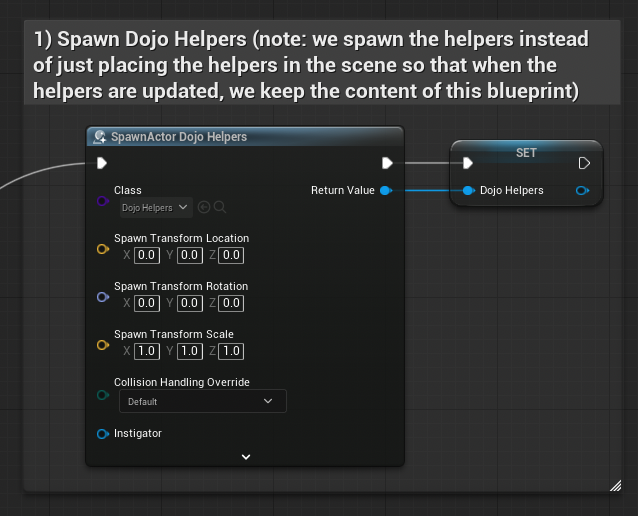 1) Spawn Dojo Helpers (note: we spawn the helpers instead
of just placing the helpers in the scene so that when the
helpers are updated, we keep the content of this blueprint)
SpawnActor Dojo Helpers
SET
Class
Dojo Helpers
Return Value
Dojo Helpers
Spawn Transform Location
X 0.0 Y 0.0 Z 0.0
Spawn Transform Rotation
X 0.0 Y 0.0 Z 0.0
Spawn Transform Scale
X 1.0 Y 1.0 Z 1.0
Collision Handling Override
Default
Instigator